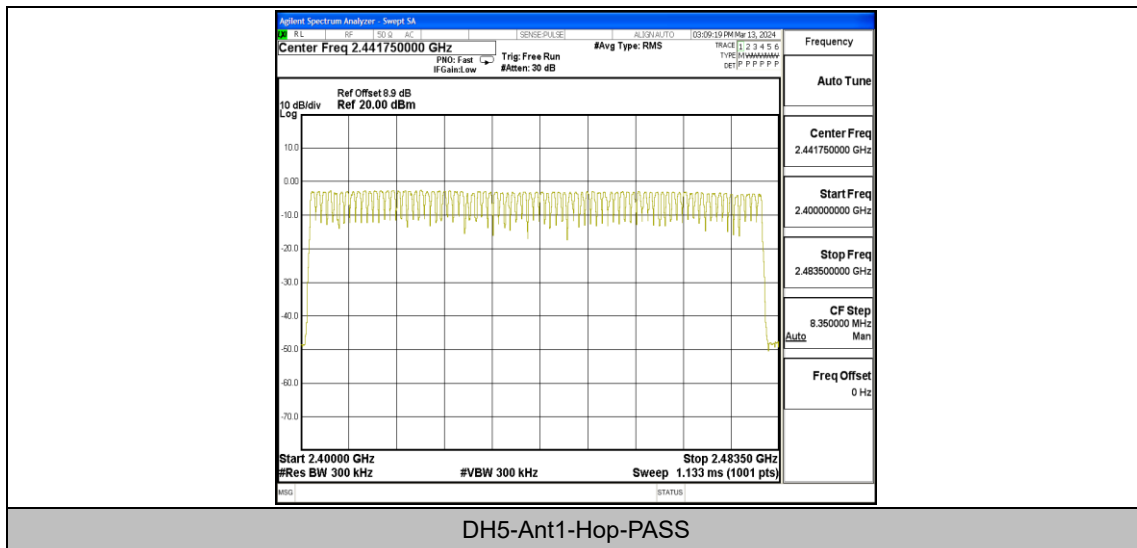 Agilent Spectrum Analyzer - Swept SA
RL RF 50 Ω AC SENSE:PULSE ALIGN AUTO 03:09:19 PM Mar 13, 2024
Center Freq 2.441750000 GHz
#Avg Type: RMS
TRACE 1 2 3 4 5 6
TYPE M WWWWW
DET P P P P P P
PNO: Fast
IFGain:Low
Trig: Free Run
#Atten: 30 dB
Ref Offset 8.9 dB
10 dB/div Ref 20.00 dBm
Log
10.0
0.00
-10.0
-20.0
-30.0
-40.0
-50.0
-60.0
-70.0
Start 2.40000 GHz Stop 2.48350 GHz
#Res BW 300 kHz #VBW 300 kHz Sweep 1.133 ms (1001 pts)
MSG STATUS
Frequency
Auto Tune
Center Freq
2.441750000 GHz
Start Freq
2.400000000 GHz
Stop Freq
2.483500000 GHz
CF Step
8.350000 MHz
Auto Man
Freq Offset
0 Hz
DH5-Ant1-Hop-PASS